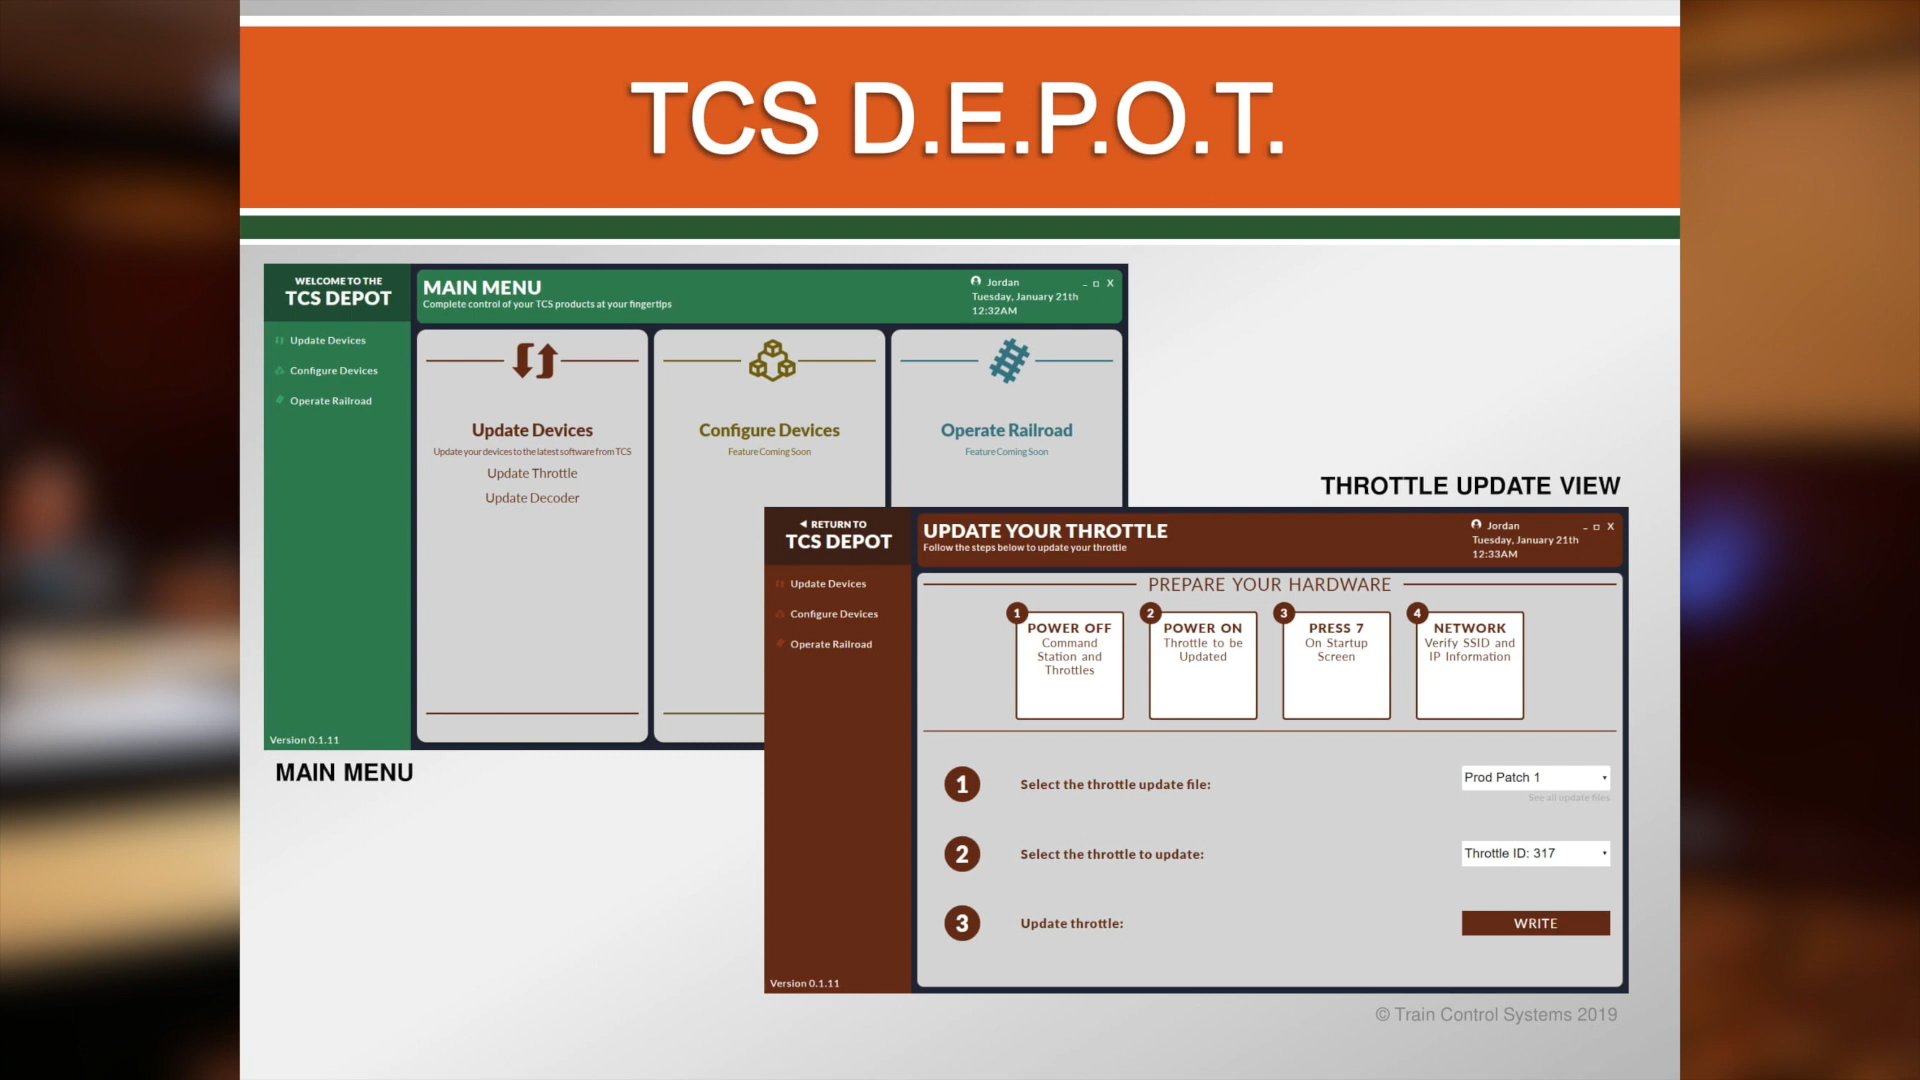 TCS D.E.P.O.T.
WELCOME TO THE
TCS DEPOT
Update Devices
Configure Devices
Operate Railroad
Version 0.1.11
MAIN MENU
Complete control of your TCS products at your fingertips
Jordan
Tuesday, January 21th
12:32AM
_ □ X
Update Devices
Update your devices to the latest software from TCS
Update Throttle
Update Decoder
Configure Devices
Feature Coming Soon
Operate Railroad
Feature Coming Soon
MAIN MENU
THROTTLE UPDATE VIEW
RETURN TO
TCS DEPOT
Update Devices
Configure Devices
Operate Railroad
Version 0.1.11
UPDATE YOUR THROTTLE
Follow the steps below to update your throttle
Jordan
Tuesday, January 21th
12:33AM
_ □ X
PREPARE YOUR HARDWARE
1
POWER OFF
Command
Station and
Throttles
2
POWER ON
Throttle to be
Updated
3
PRESS 7
On Startup
Screen
4
NETWORK
Verify SSID and
IP Information
1 Select the throttle update file: Prod Patch 1
See all update files
2 Select the throttle to update: Throttle ID: 317
3 Update throttle: WRITE
© Train Control Systems 2019